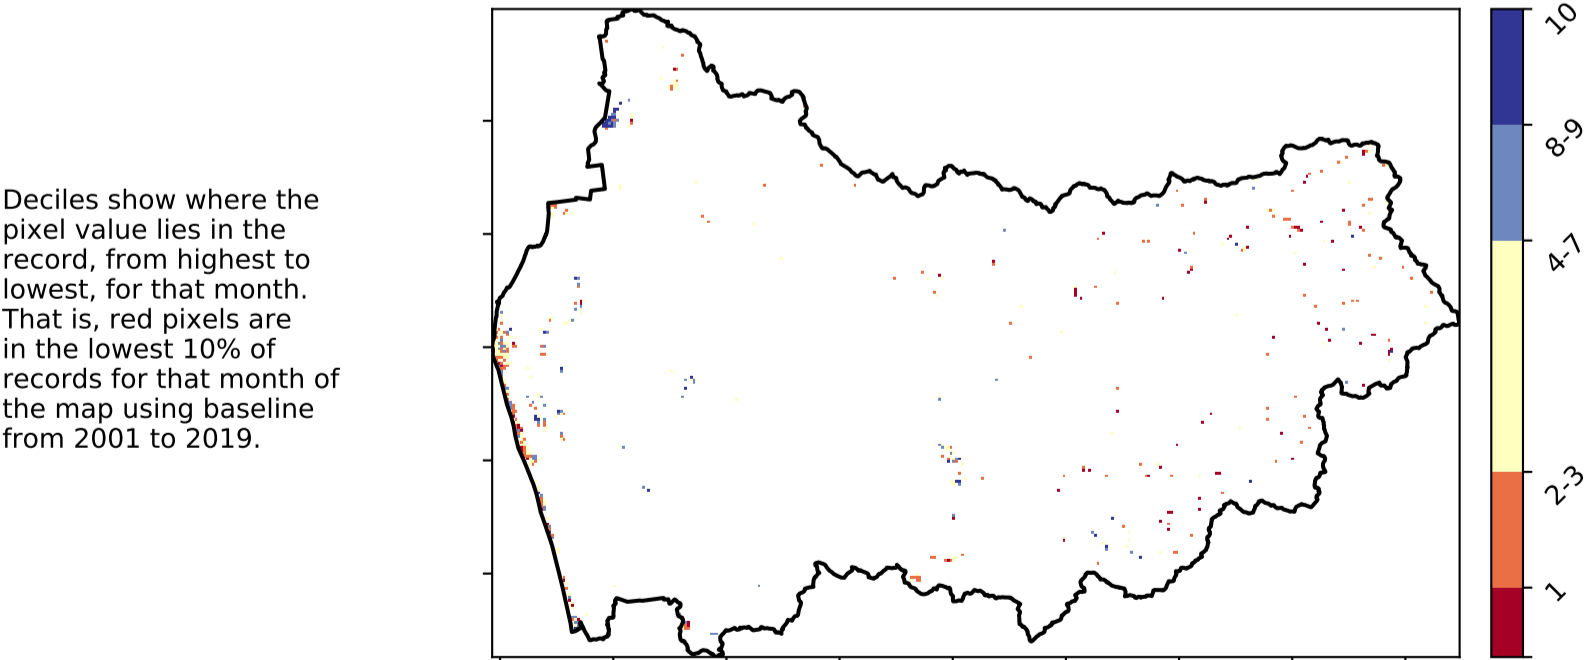 Deciles show where the
pixel value lies in the
record, from highest to
lowest, for that month.
That is, red pixels are
in the lowest 10% of
records for that month of
the map using baseline
from 2001 to 2019.
10
8-9
4-7
2-3
1